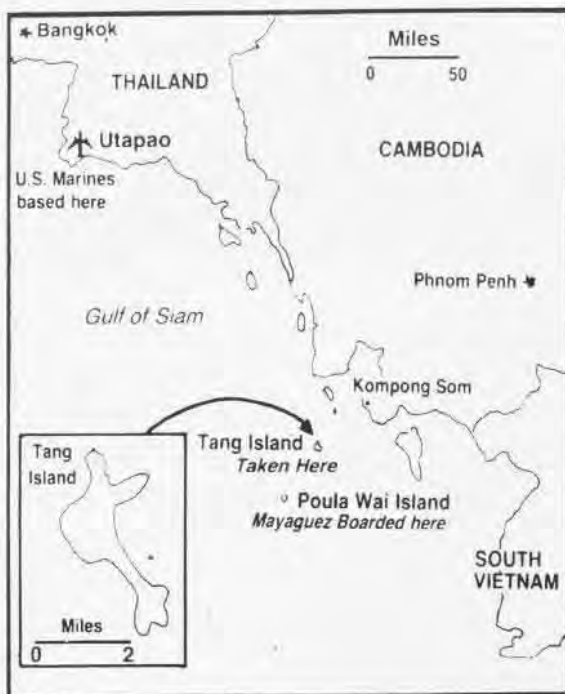 Bangkok
Miles
0 50
THAILAND
Utapao
CAMBODIA
U.S. Marines
based here
Phnom Penh
Gulf of Siam
Kompong Som
Tang Island
Taken Here
Tang
Island
Poula Wai Island
Mayaguez Boarded here
SOUTH
VIETNAM
Miles
0 2